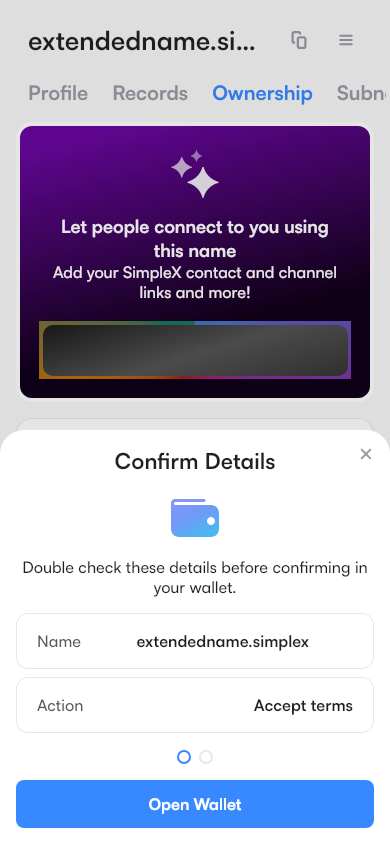 extendedname.si...
Profile Records Ownership Subn
Let people connect to you using
this name
Add your SimpleX contact and channel
links and more!
Confirm Details
Double check these details before confirming in
your wallet.
Name extendedname.simplex
Action Accept terms
Open Wallet